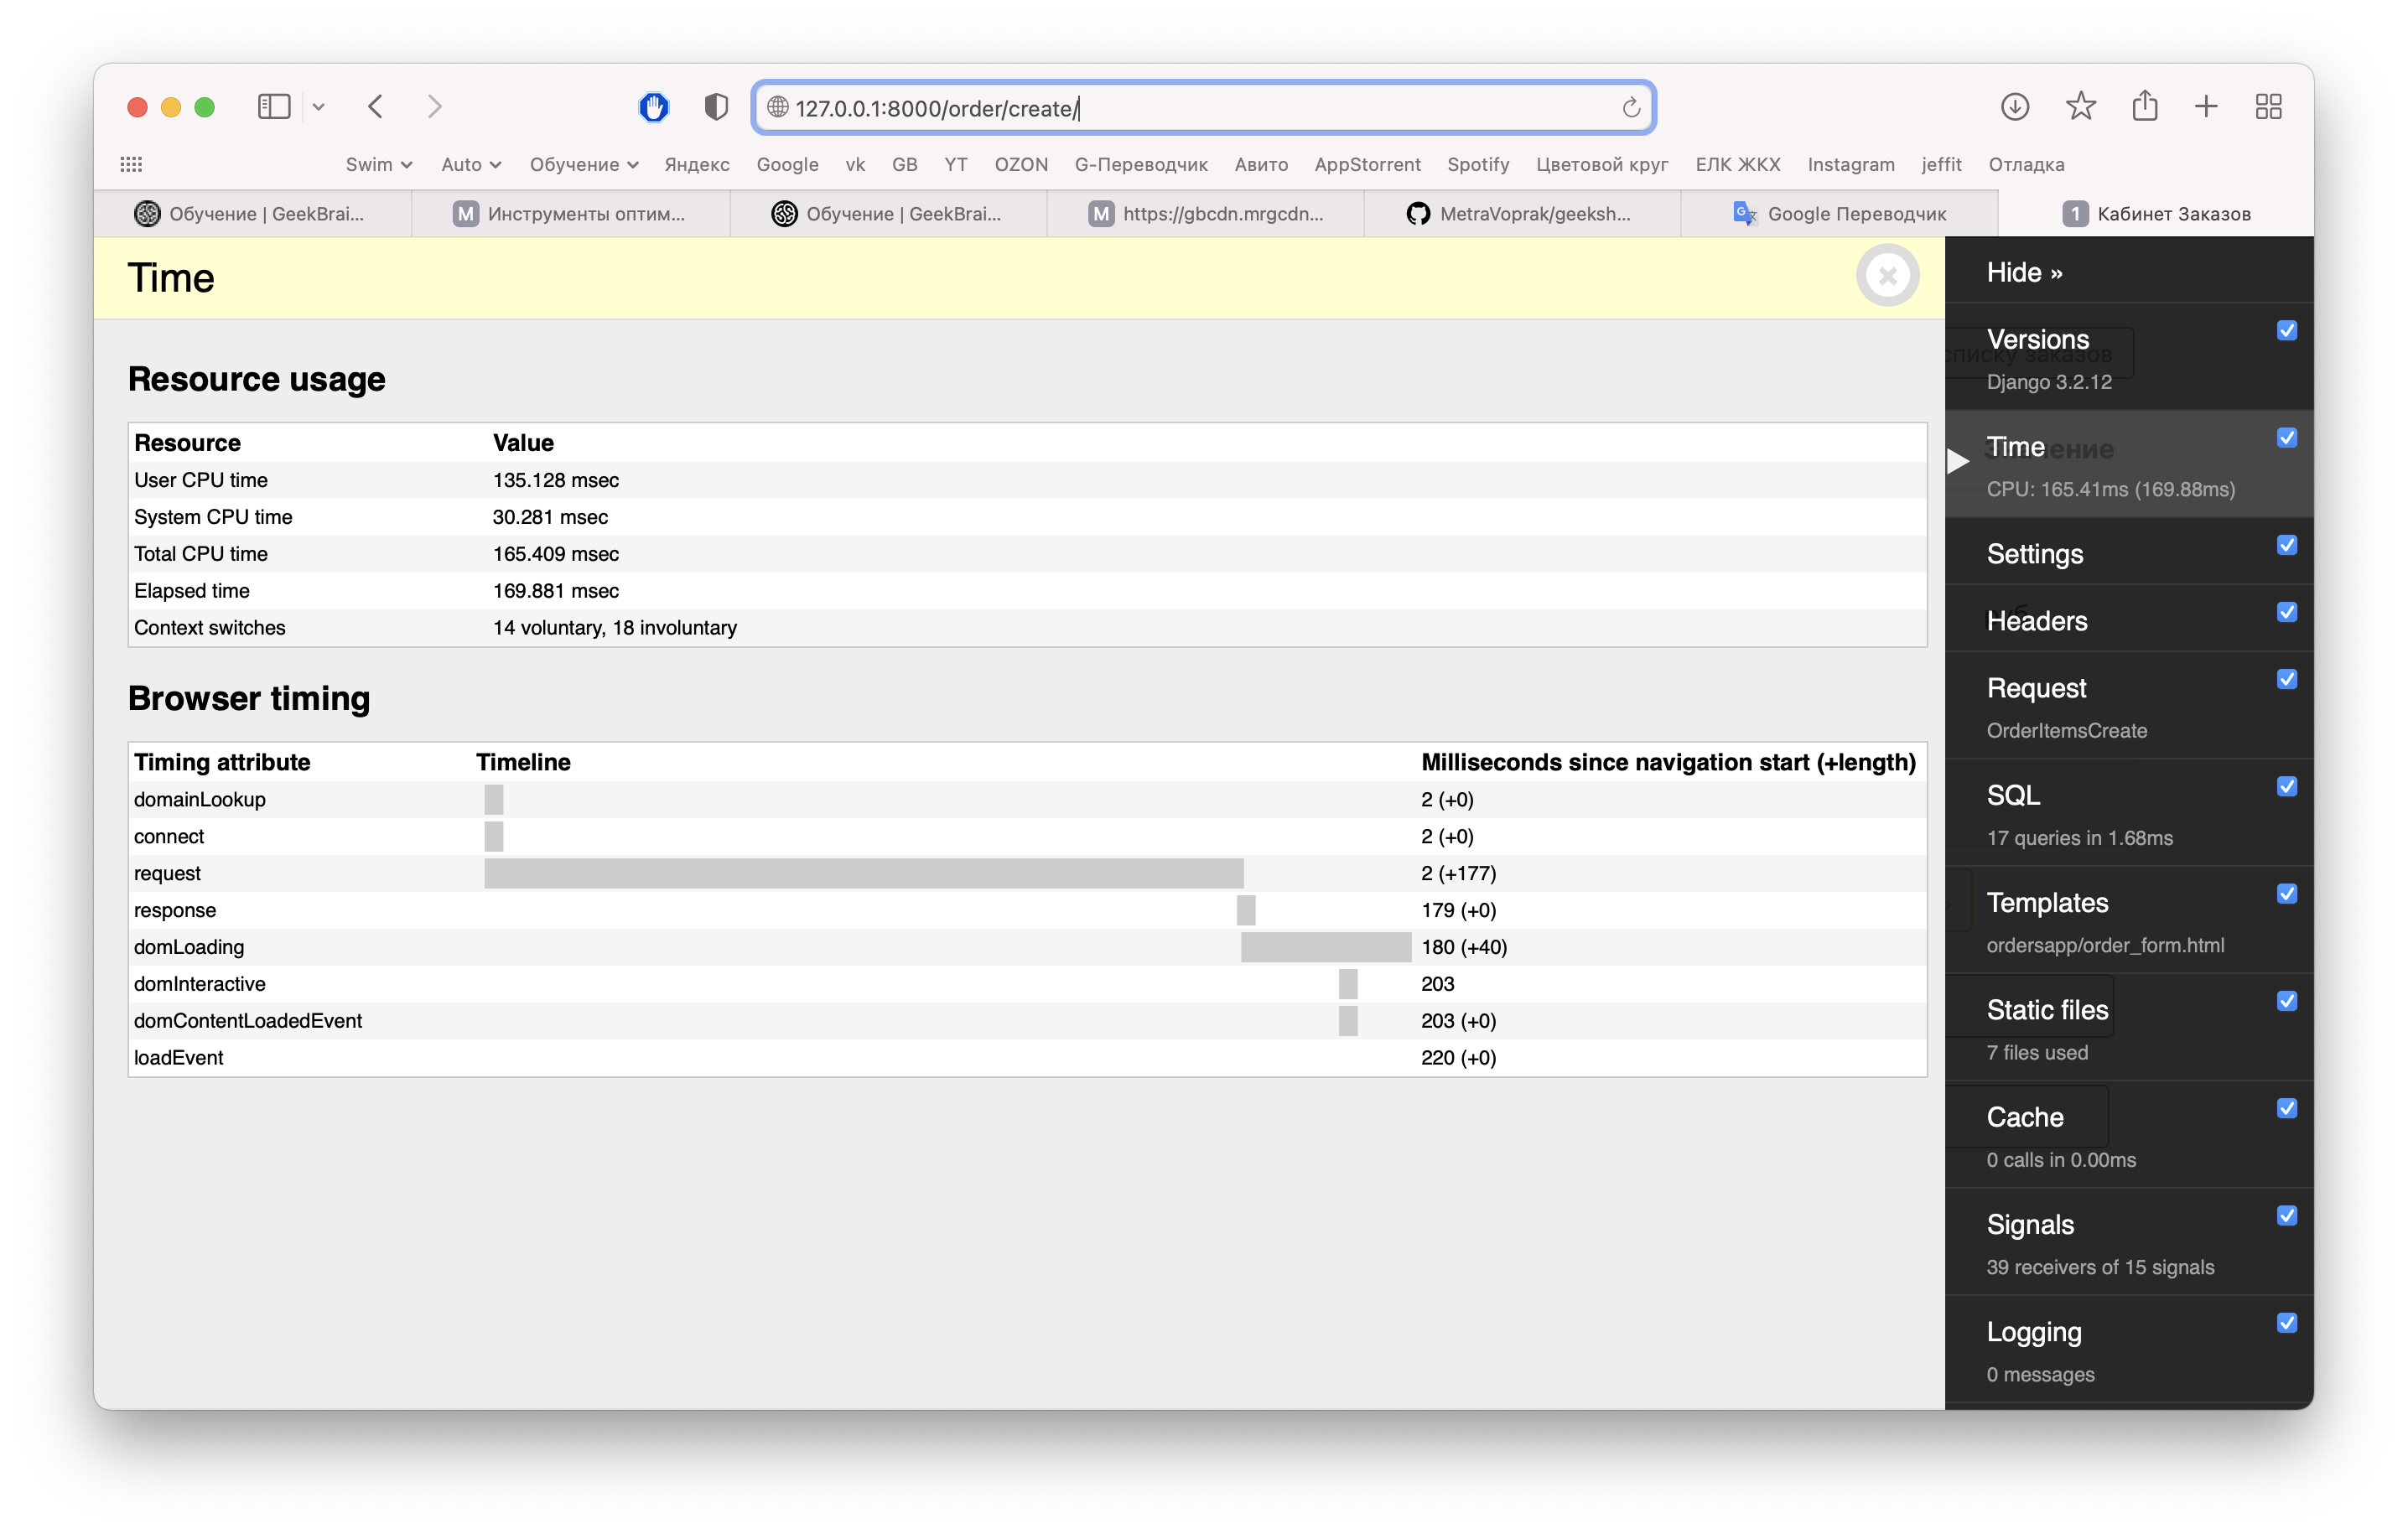 127.0.0.1:8000/order/create/
Swim Auto Обучение Яндекс Google vk GB YT OZON G-Переводчик Авито AppStorrent Spotify Цветовой круг ЕЛК ЖКХ Instagram jeffit Отладка
Обучение | GeekBrai... M Инструменты оптим... Обучение | GeekBrai... M https://gbcdn.mrgcdn... MetraVoprak/geeksh... Google Переводчик 1 Кабинет Заказов
Time
Resource usage
Resource Value
User CPU time 135.128 msec
System CPU time 30.281 msec
Total CPU time 165.409 msec
Elapsed time 169.881 msec
Context switches 14 voluntary, 18 involuntary
Browser timing
Timing attribute Timeline Milliseconds since navigation start (+length)
domainLookup 2 (+0)
connect 2 (+0)
request 2 (+177)
response 179 (+0)
domLoading 180 (+40)
domInteractive 203
domContentLoadedEvent 203 (+0)
loadEvent 220 (+0)
Hide »
Versions
списку заказов
Django 3.2.12
Time
CPU: 165.41ms (169.88ms)
Settings
Headers
Request
OrderItemsCreate
SQL
17 queries in 1.68ms
Templates
ordersapp/order_form.html
Static files
7 files used
Cache
0 calls in 0.00ms
Signals
39 receivers of 15 signals
Logging
0 messages